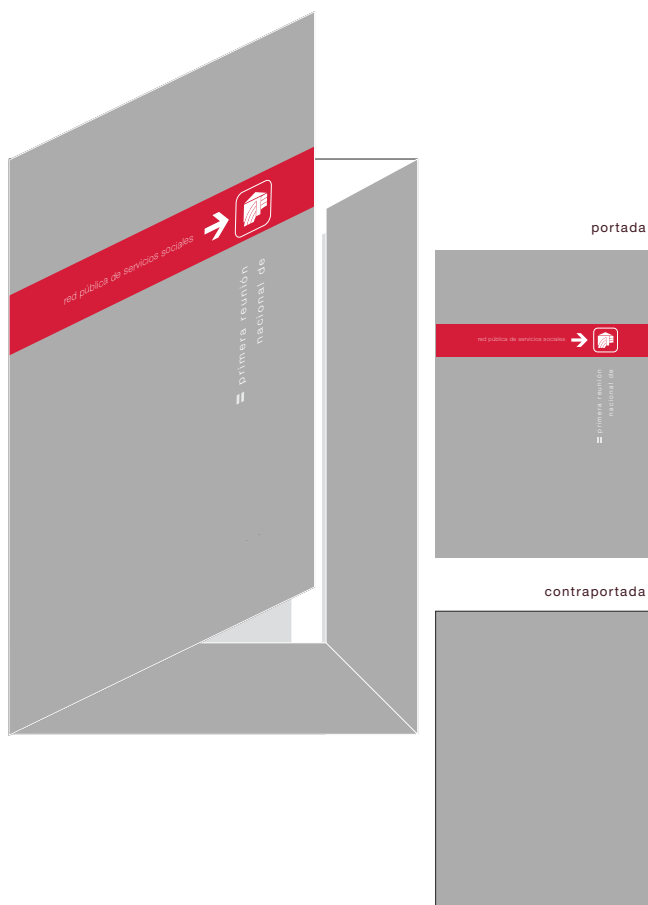 red pública de servicios sociales
primera reunión
nacional de
portada
red pública de servicios sociales
primera reunión
nacional de
contraportada